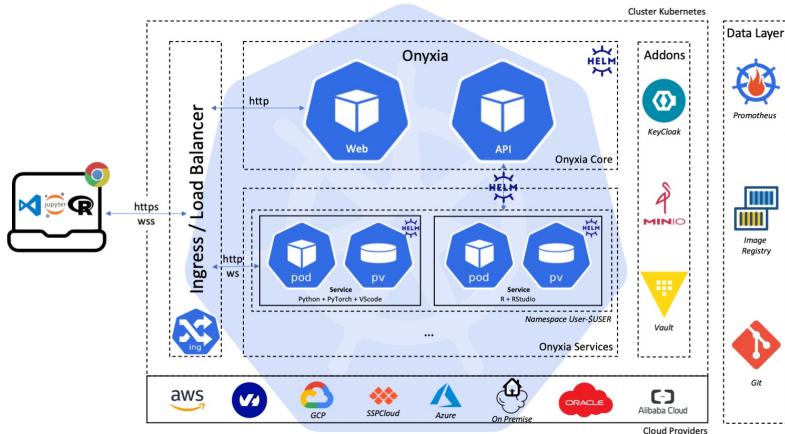 Cluster Kubernetes
Onyxia
HELM
Addons
Data Layer
http
Web
API
KeyCloak
Prometheus
Onyxia Core
HELM
jupyter
R
https
wss
Ingress / Load Balancer
MINIO
Image
Registry
http
ws
HELM
pod
pv
Service
Python + PyTorch + VScode
HELM
pod
pv
Service
R + RStudio
Namespace User-$USER
...
Onyxia Services
ing
Vault
Git
aws
GCP
SSPCloud
Azure
On Premise
ORACLE
Alibaba Cloud
Cloud Providers